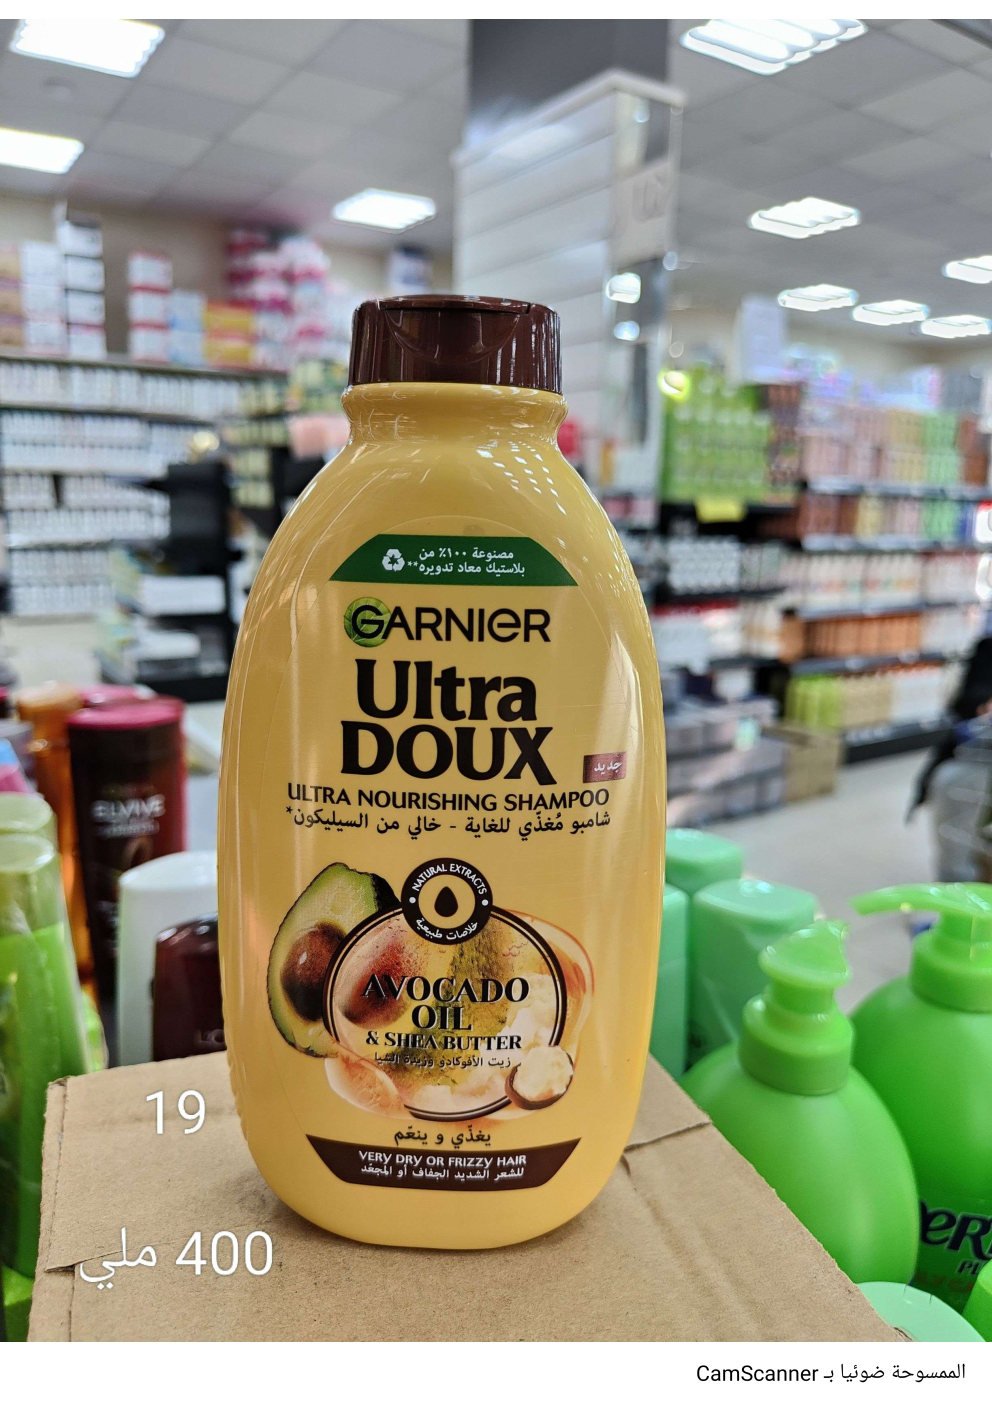 مصنوعة ١٠٠٪ من
بلاستيك معاد تدويره**
GARNIER
Ultra
DOUX
جديد
ULTRA NOURISHING SHAMPOO
شامبو مُغذّي للغاية - خالي من السيليكون*
NATURAL EXTRACTS
خلاصات طبيعية
AVOCADO
OIL
& SHEA BUTTER
زيت الأفوكادو وزبدة الشيا
يغذّي و ينعّم
VERY DRY OR FRIZZY HAIR
للشعر الشديد الجفاف أو المجعّد
ELVIVE
19
400 ملي
الممسوحة ضوئيا بـ CamScanner